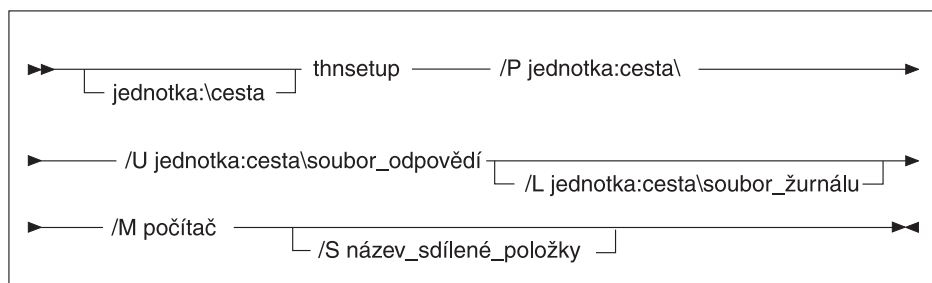 thnsetup /P jednotka:cesta\
jednotka:\cesta
/U jednotka:cesta\soubor_odpovědí
/L jednotka:cesta\soubor_žurnálu
/M počítač
/S název_sdílené_položky